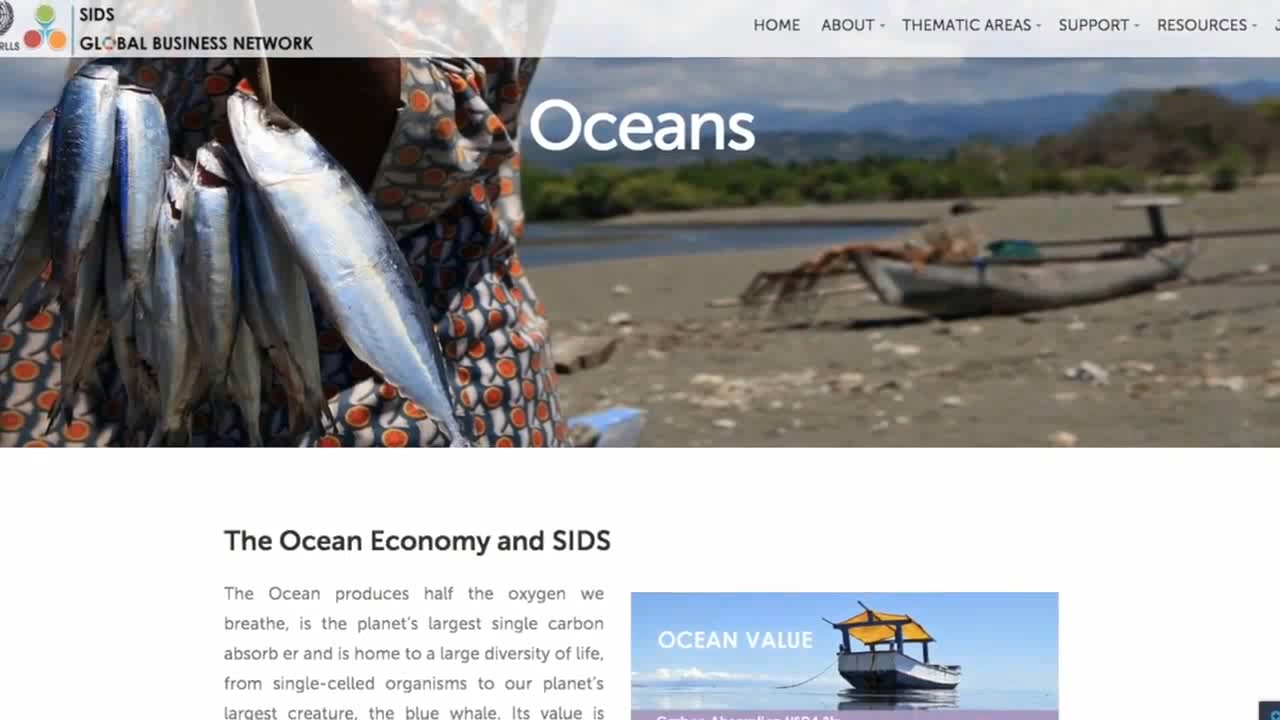 SIDS
GLOBAL BUSINESS NETWORK
HOME ABOUT THEMATIC AREAS SUPPORT RESOURCES
Oceans
The Ocean Economy and SIDS
The Ocean produces half the oxygen we
breathe, is the planet's largest single carbon
absorb er and is home to a large diversity of life,
from single-celled organisms to our planet's
largest creature, the blue whale. Its value is
OCEAN VALUE